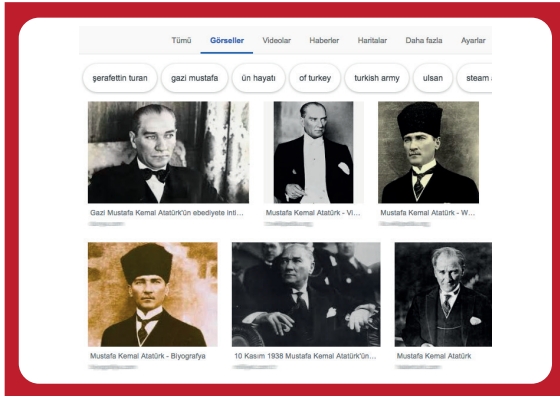 Tümü Görseller Videolar Haberler Haritalar Daha fazla Ayarlar
şerafettin turan gazi mustafa ün hayatı of turkey turkish army ulsan steam
Gazi Mustafa Kemal Atatürk'ün ebediyete inti... Mustafa Kemal Atatürk - Vi... Mustafa Kemal Atatürk - W...
Mustafa Kemal Atatürk - Biyografya 10 Kasım 1938 Mustafa Kemal Atatürk'ün... Mustafa Kemal Atatürk